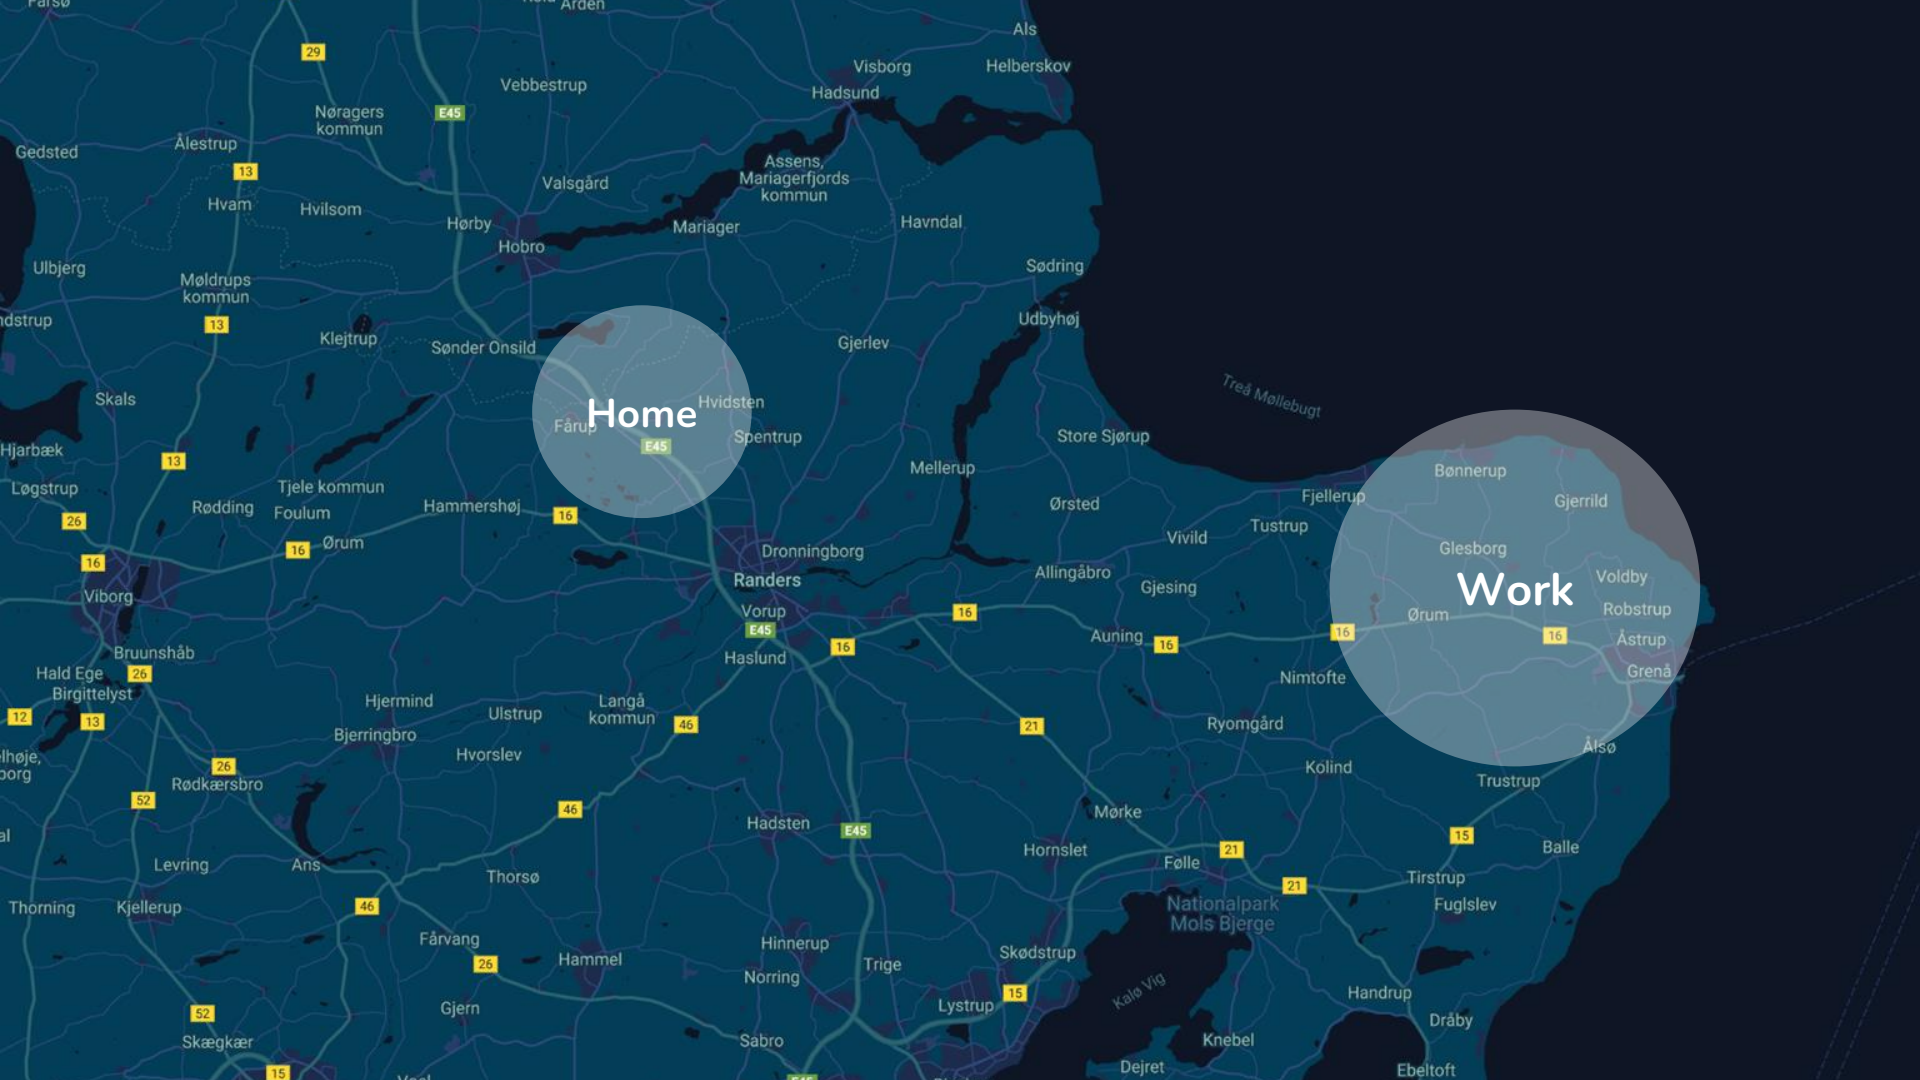 Arden
Farsø
Als
29
Visborg
Helberskov
Vebbestrup
Hadsund
Nøragers
kommun
E45
Ålestrup
Gedsted
13
Assens,
Mariagerfjords
kommun
Valsgård
Hvam
Hvilsom
Hørby
Mariager
Havndal
Hobro
Ulbjerg
Sødring
Møldrups
kommun
ndstrup
13
Udbyhøj
Klejtrup
Sønder Onsild
Gjerlev
Treå Møllebugt
Skals
Hvidsten
Home
Fårup
E45
Spentrup
Store Sjørup
Hjarbæk
13
Mellerup
Bønnerup
Løgstrup
Tjele kommun
Fjellerup
Gjerrild
Rødding
Foulum
Hammershøj
16
Ørsted
26
Tustrup
Vivild
16
Ørum
Dronningborg
Glesborg
16
Randers
Allingåbro
Gjesing
Voldby
Work
Viborg
Vorup
16
Robstrup
Ørum
E45
Auning
16
16
16
Åstrup
16
Bruunshåb
Haslund
Hald Ege
26
Nimtofte
Grenå
Birgittelyst
Hjermind
Langå
kommun
12
13
Ulstrup
46
21
Ryomgård
Bjerringbro
Hvorslev
Ålsø
lhøje,
borg
26
Kolind
Rødkærsbro
Trustrup
52
46
Mørke
Hadsten
E45
15
al
Hornslet
21
Balle
Levring
Ans
Følle
Thorsø
21
Tirstrup
Thorning
Kjellerup
46
Nationalpark
Mols Bjerge
Fuglslev
Fårvang
Hinnerup
26
Hammel
Trige
Skødstrup
Norring
Kalø Vig
15
Handrup
Gjern
Lystrup
52
Dråby
Skægkær
Sabro
Knebel
15
Dejret
Ebeltoft
E45